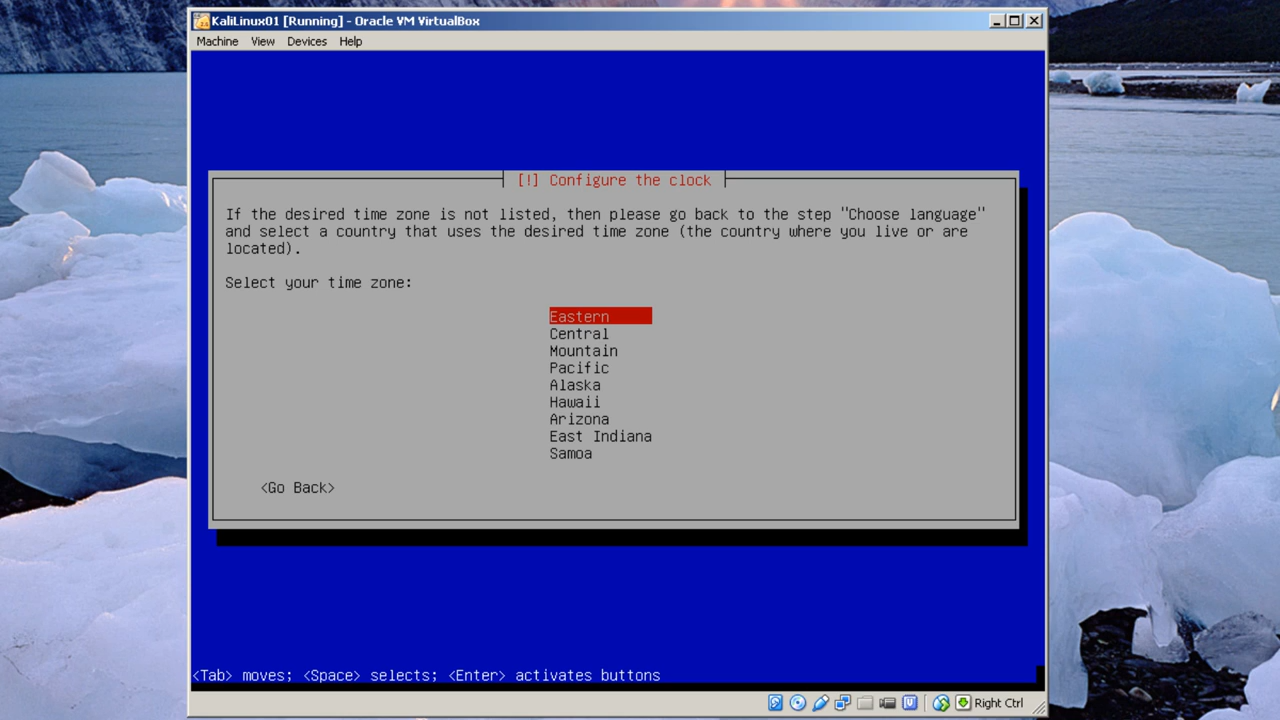 KaliLinux01 [Running] - Oracle VM VirtualBox
Machine View Devices Help
[!] Configure the clock
If the desired time zone is not listed, then please go back to the step "Choose language"
and select a country that uses the desired time zone (the country where you live or are
located).
Select your time zone:
Eastern
Central
Mountain
Pacific
Alaska
Hawaii
Arizona
East Indiana
Samoa
<Go Back>
<Tab> moves; <Space> selects; <Enter> activates buttons
Right Ctrl